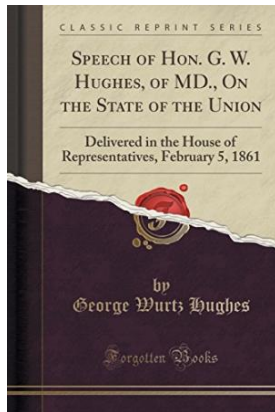 CLASSIC REPRINT SERIES
SPEECH OF HON. G. W.
HUGHES, OF MD., ON
THE STATE OF THE UNION
Delivered in the House of
Representatives, February 5, 1861
by
George Wurtz Hughes
Forgotten Books